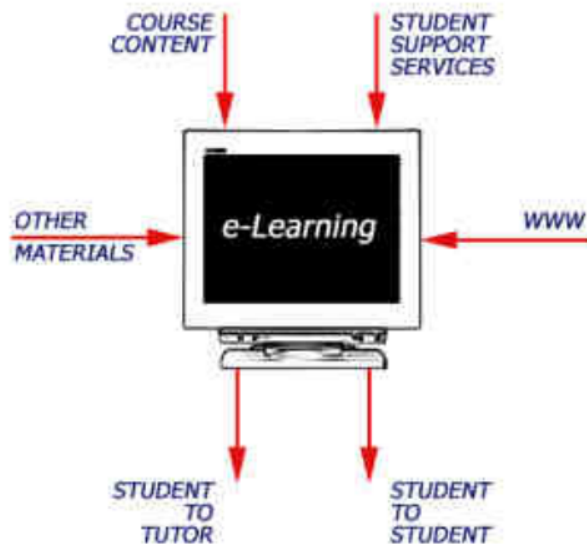 COURSE
CONTENT
STUDENT
SUPPORT
SERVICES
OTHER
MATERIALS
e-Learning
WWW
STUDENT
TO
TUTOR
STUDENT
TO
STUDENT